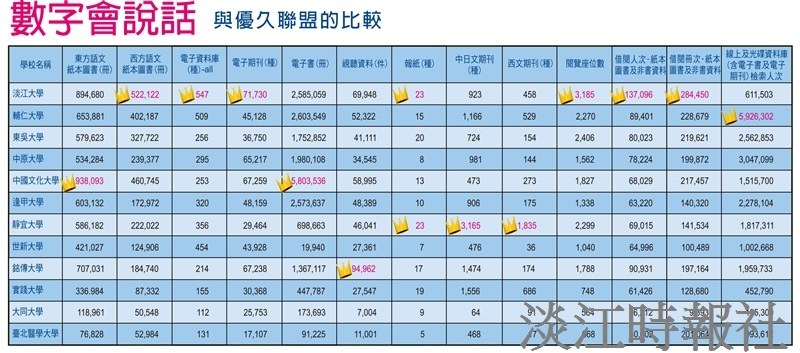 數字會說話 與優久聯盟的比較
學校名稱 東方語文紙本圖書(冊) 西方語文紙本圖書(冊) 電子資料庫(種)-all 電子期刊(種) 電子書(冊) 視聽資料(件) 報紙(種) 中日文期刊(種) 西文期刊(種) 閱覽座位數 借閱人次-紙本圖書及非書資料 借閱冊次-紙本圖書及非書資料 線上及光碟資料庫(含電子書及電子期刊)檢索人次
淡江大學 894,680 522,122 547 71,730 2,585,059 69,948 23 923 458 3,185 137,096 284,450 611,503
輔仁大學 653,881 402,187 509 45,128 2,603,549 52,322 15 1,166 529 2,270 89,401 228,679 5,926,302
東吳大學 579,623 327,722 256 36,750 1,752,852 41,111 20 724 154 2,406 80,023 219,621 2,562,853
中原大學 534,284 239,377 295 65,217 1,980,108 34,545 8 981 144 1,562 78,224 199,872 3,047,099
中國文化大學 938,093 460,745 253 67,259 5,803,536 58,995 13 473 273 1,827 68,029 217,457 1,515,700
逢甲大學 603,132 172,972 320 48,159 2,573,637 48,389 10 906 175 1,338 63,220 140,320 2,278,104
靜宜大學 586,182 222,022 356 29,464 698,663 46,041 23 3,165 1,835 2,299 69,015 141,534 1,817,311
世新大學 421,027 124,906 454 43,928 19,940 27,361 7 476 36 1,040 64,996 100,489 1,002,668
銘傳大學 707,031 184,740 214 67,238 1,367,117 94,962 17 424 174 1,788 90,931 197,164 1,959,733
實踐大學 336.984 87,332 155 30,368 447,787 27,547 19 1,556 686 748 61,426 128,680 452,790
大同大學 118,961 50,548 112 25,753 173,693 7,004 9 64
臺北醫學大學 76,828 52,984 131 17,107 91,225 11,001 5 468
淡江時報社